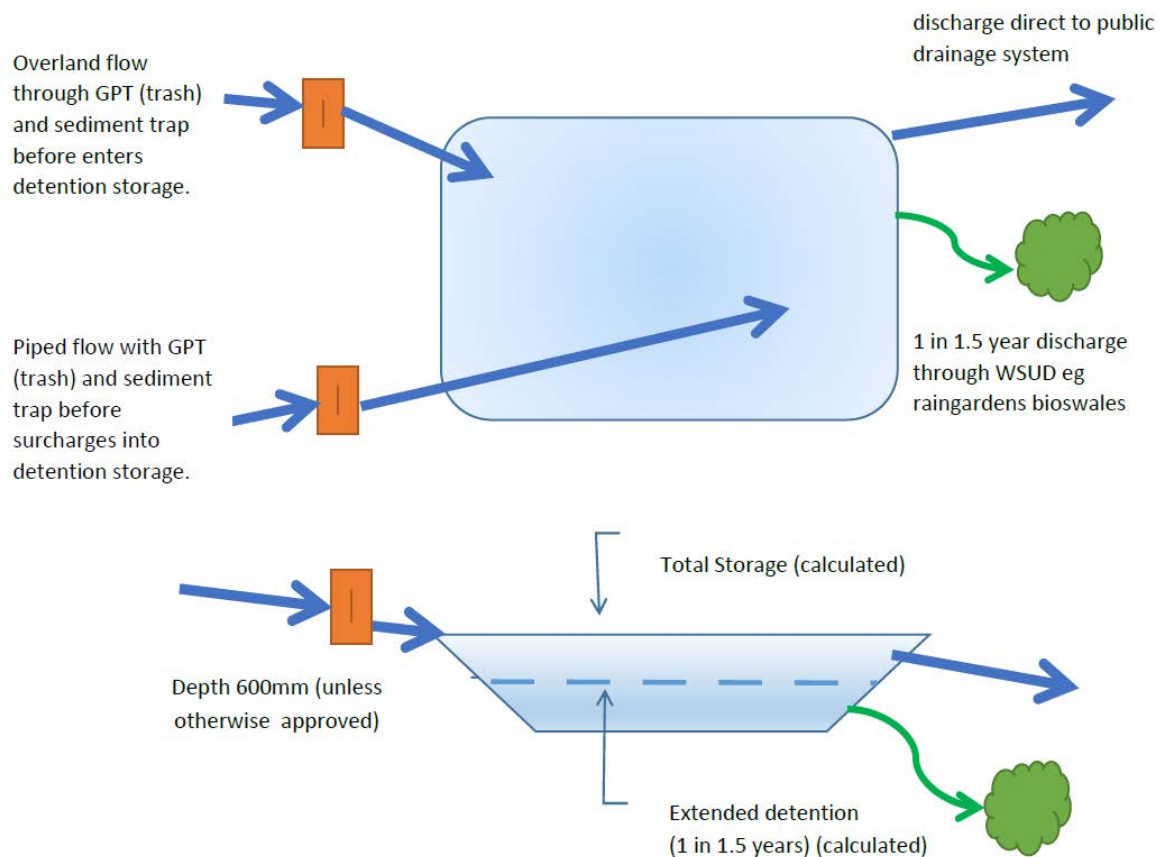 Overland flow
through GPT (trash)
and sediment trap
before enters
detention storage.
discharge direct to public
drainage system
Piped flow with GPT
(trash) and sediment
trap before
surcharges into
detention storage.
1 in 1.5 year discharge
through WSUD eg
raingardens bioswales
Total Storage (calculated)
Depth 600mm (unless
otherwise approved)
Extended detention
(1 in 1.5 years) (calculated)